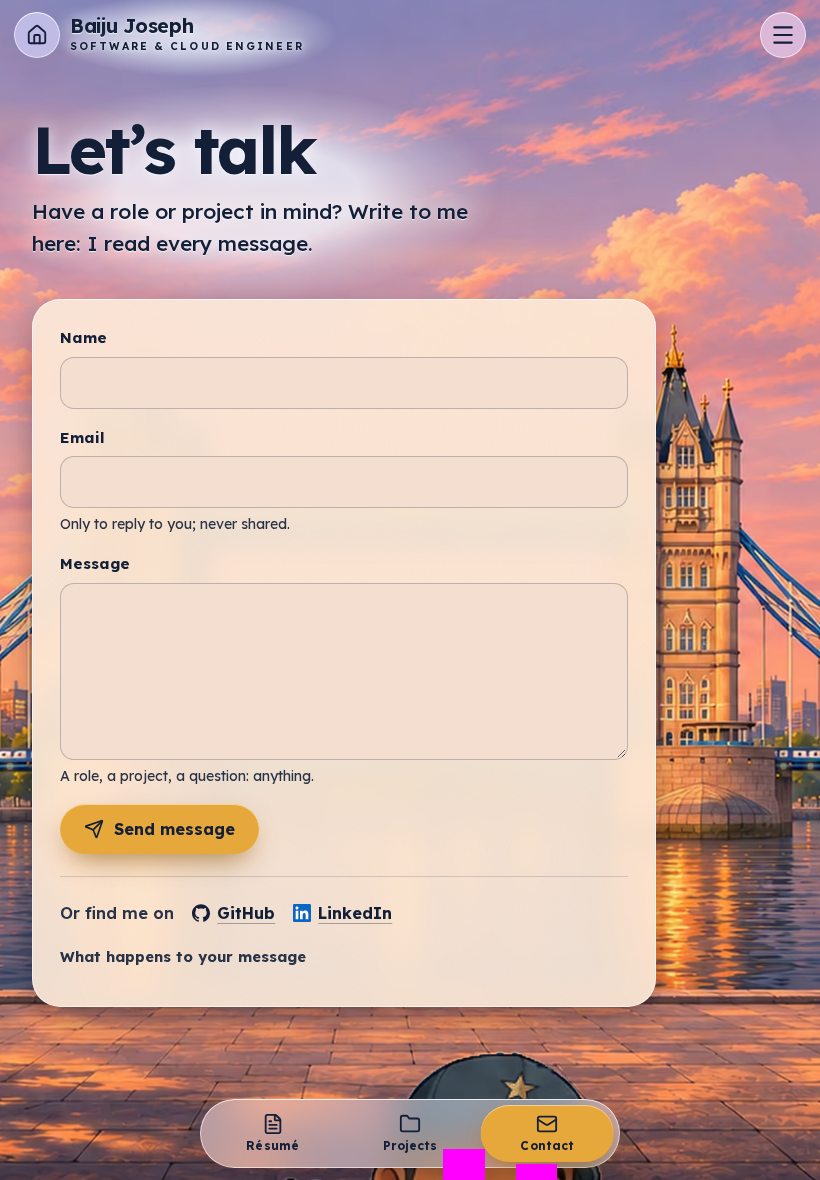 Baiju Joseph
SOFTWARE & CLOUD ENGINEER
Let’s talk
Have a role or project in mind? Write to me
here: I read every message.
Name
Email
Only to reply to you; never shared.
Message
A role, a project, a question: anything.
Send message
Or find me on GitHub LinkedIn
What happens to your message
Résumé Projects Contact